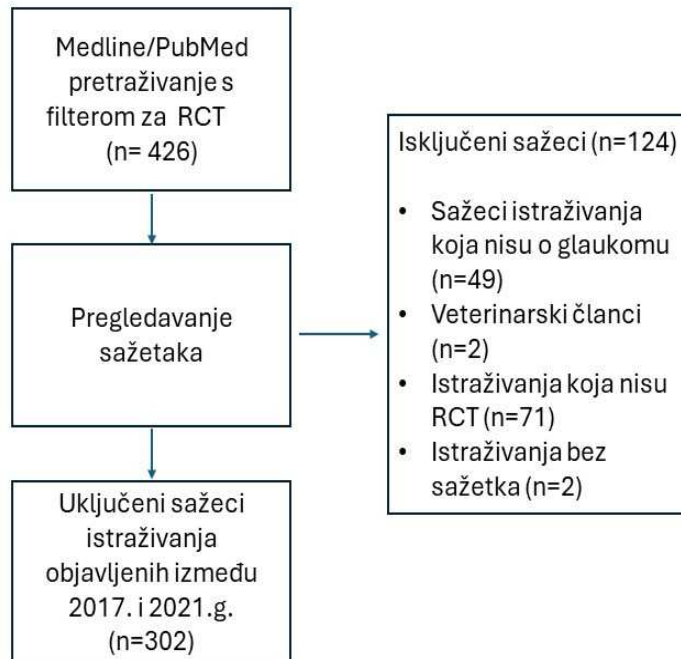 Medline/PubMed
pretraživanje s
filterom za RCT
(n= 426)
Pregledavanje
sažetaka
Isključeni sažeci (n=124)
• Sažeci istraživanja
koja nisu o glaukomu
(n=49)
• Veterinarski članci
(n=2)
• Istraživanja koja nisu
RCT (n=71)
• Istraživanja bez
sažetka (n=2)
Uključeni sažeci
istraživanja
objavljenih između
2017. i 2021.g.
(n=302)